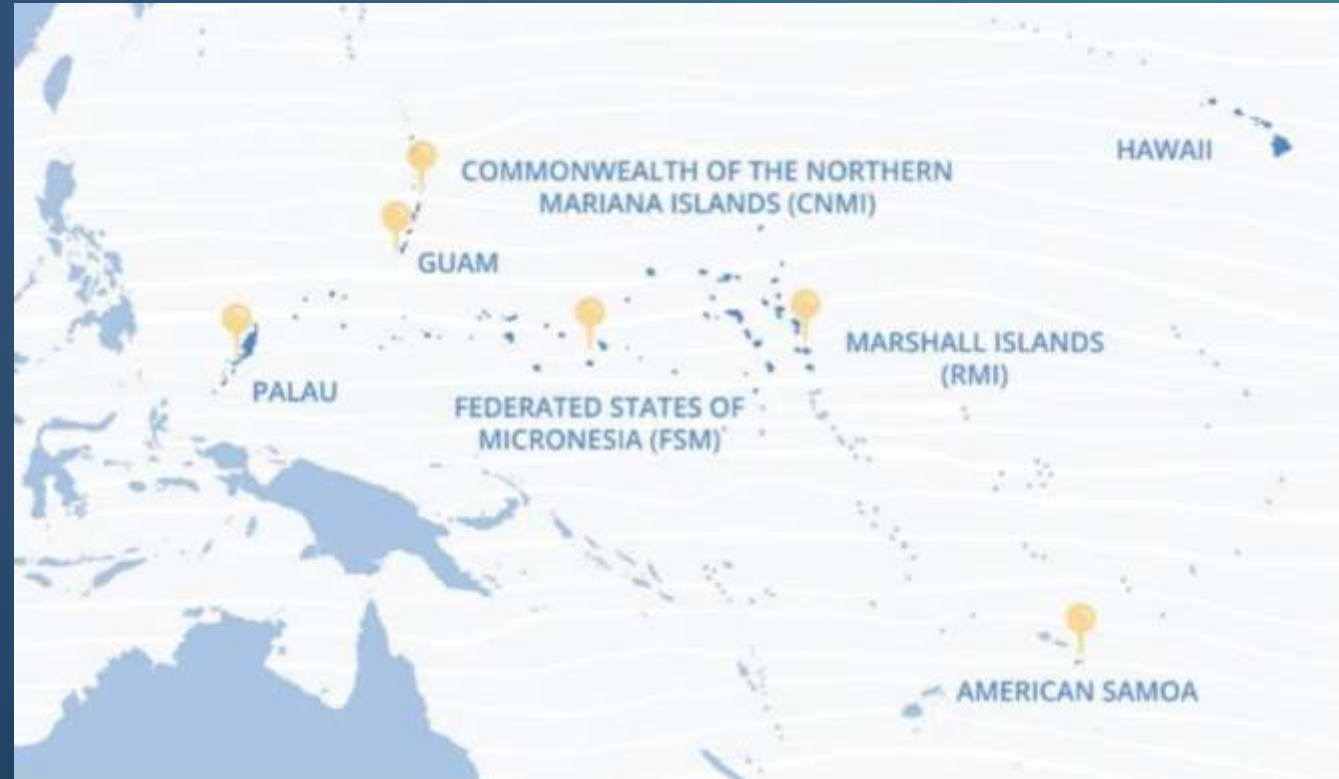 HAWAII
COMMONWEALTH OF THE NORTHERN
MARIANA ISLANDS (CNMI)
GUAM
MARSHALL ISLANDS
(RMI)
PALAU
FEDERATED STATES OF
MICRONESIA (FSM)
AMERICAN SAMOA